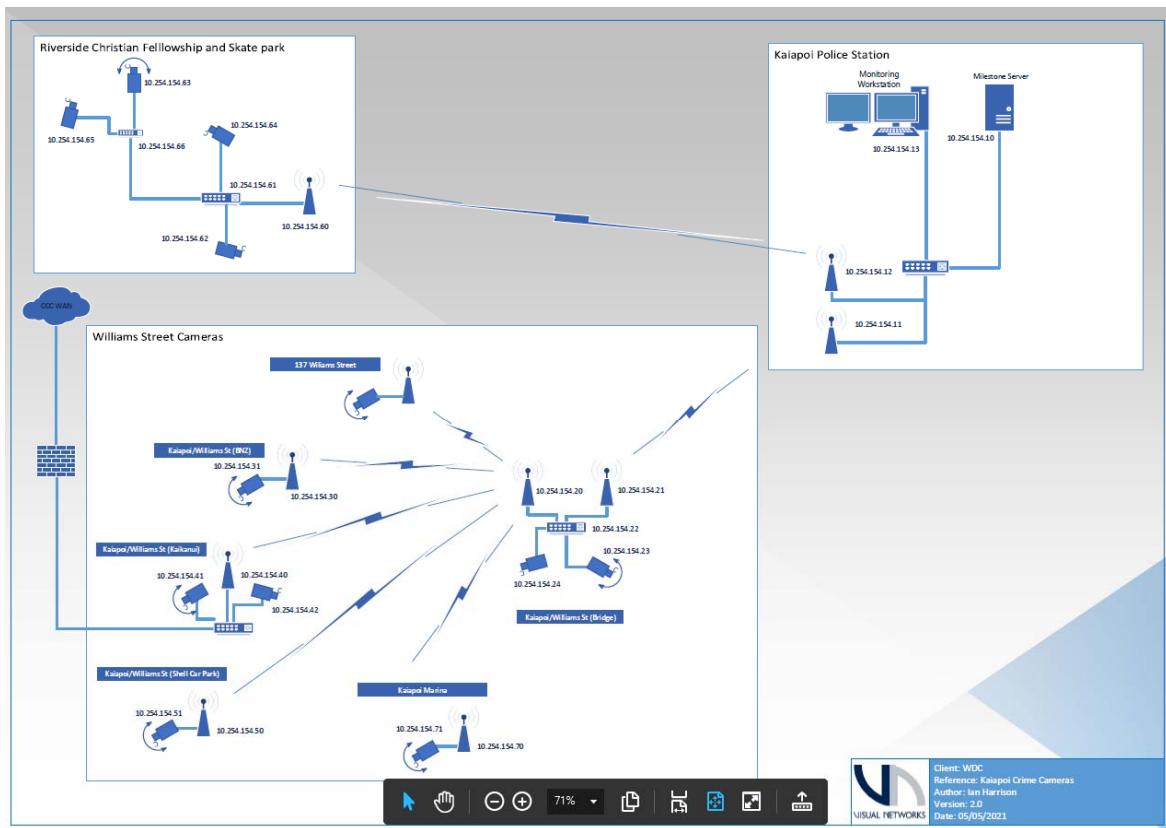 Riverside Christian Felllowship and Skate park
10.254.154.63
10.254.154.65
10.254.154.66
10.254.154.64
10.254.154.61
10.254.154.60
10.254.154.62
Kaiapoi Police Station
Monitoring
Workstation
Milestone Server
10.254.154.13
10.254.154.10
10.254.154.12
10.254.154.11
CCC WAN
Williams Street Cameras
137 Wiliams Street
Kaiapoi/Williams St (BNZ)
10.254.154.31
10.254.154.30
10.254.154.20
10.254.154.21
10.254.154.22
10.254.154.23
10.254.154.24
Kaiapoi/Williams St (Bridge)
Kaiapoi/Williams St (Kaikanui)
10.254.154.41
10.254.154.40
10.254.154.42
Kaiapoi/Williams St (Shell Car Park)
10.254.154.51
10.254.154.50
Kaiapoi Marina
10.254.154.71
10.254.154.70
71%
VISUAL NETWORKS
Client: WDC
Reference: Kaiapoi Crime Cameras
Author: Ian Harrison
Version: 2.0
Date: 05/05/2021